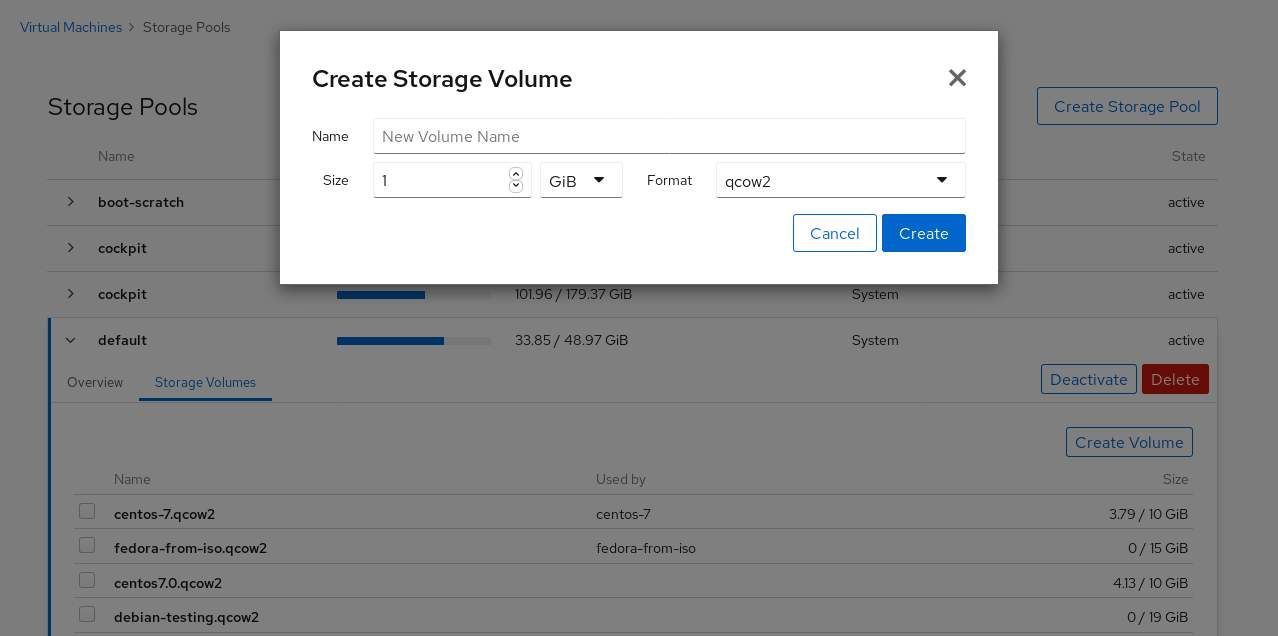 Virtual Machines > Storage Pools
Create Storage Volume
Storage Pools
Create Storage Pool
Name New Volume Name
Name State
Size 1 GiB Format qcow2
boot-scratch active
Cancel Create
cockpit active
cockpit 101.96 / 179.37 GiB System active
default 33.85 / 48.97 GiB System active
Overview Storage Volumes Deactivate Delete
Create Volume
Name Used by Size
centos-7.qcow2 centos-7 3.79 / 10 GiB
fedora-from-iso.qcow2 fedora-from-iso 0 / 15 GiB
centos7.0.qcow2 4.13 / 10 GiB
debian-testing.qcow2 0 / 19 GiB